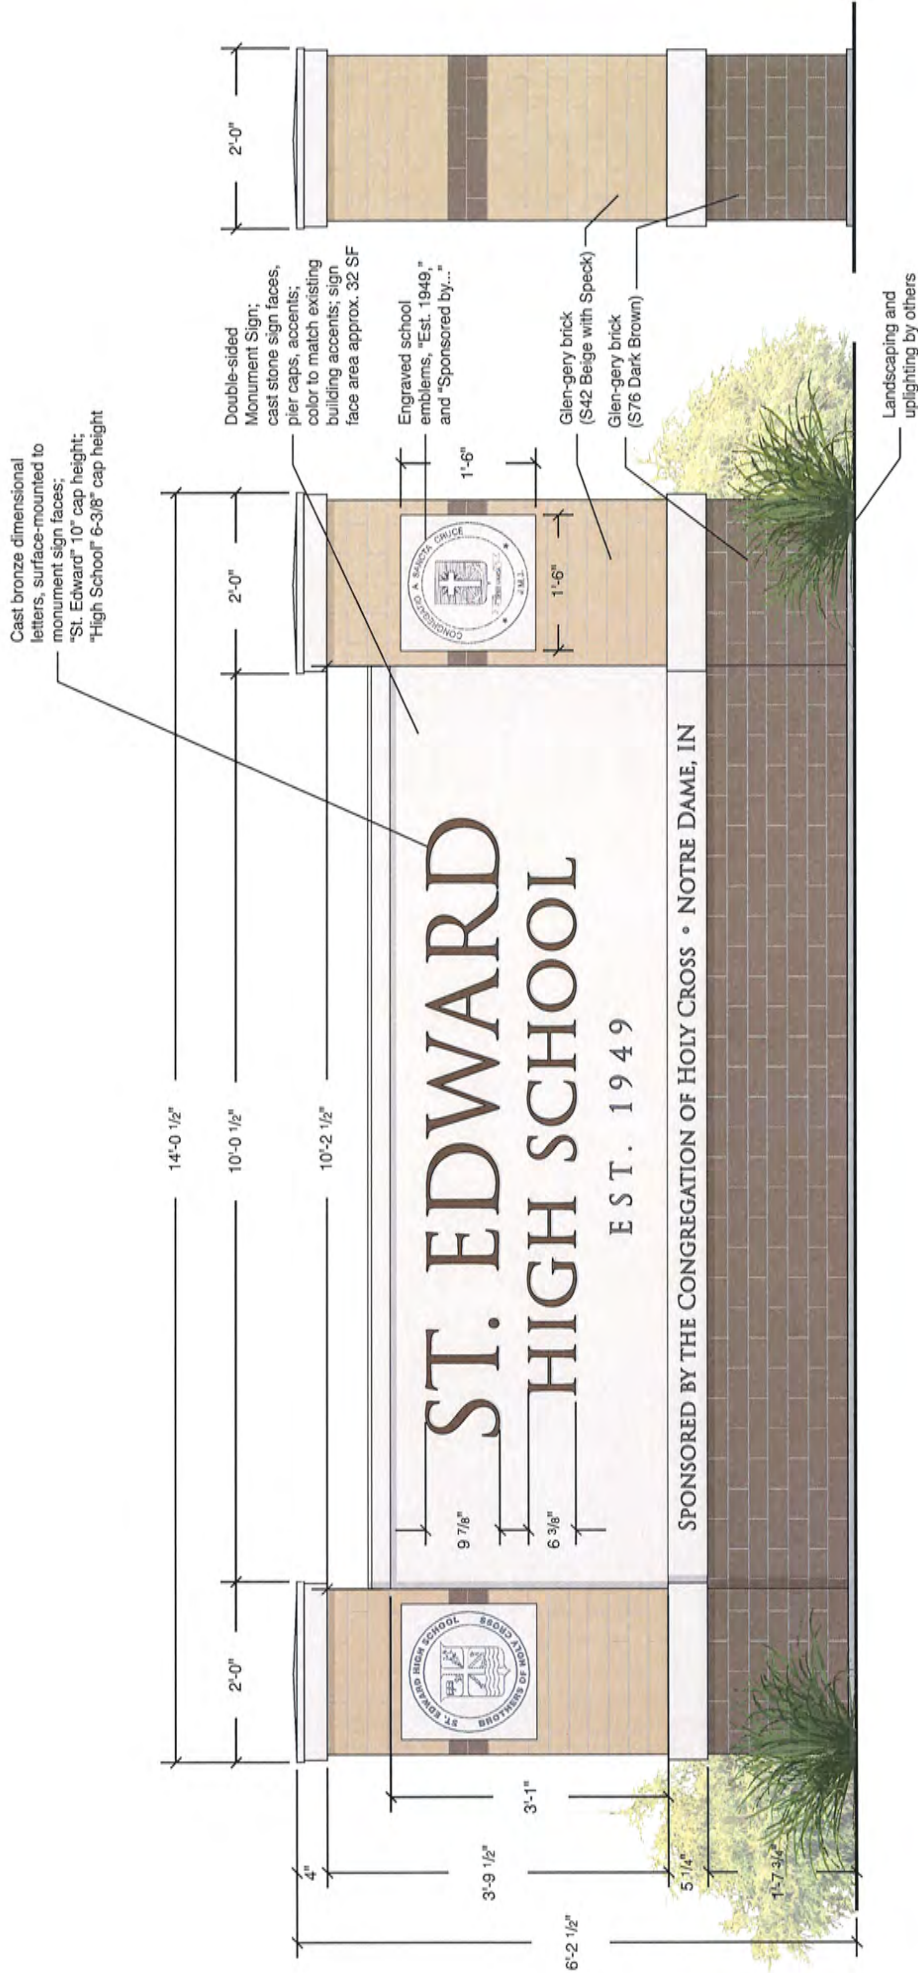 Cast bronze dimensional
letters, surface-mounted to
monument sign faces;
"St. Edward" 10" cap height;
"High School" 6-3/8" cap height
14'-0 1/2"
2'-0"
10'-0 1/2"
2'-0"
2'-0"
10'-2 1/2"
Double-sided
Monument Sign;
cast stone sign faces,
pier caps, accents;
color to match existing
building accents; sign
face area approx. 32 SF
Engraved school
emblems, "Est. 1949,"
and "Sponsored by..."
Glen-gery brick
(S42 Beige with Speck)
Glen-gery brick
(S76 Dark Brown)
4"
3'-9 1/2"
3'-1"
5 1/4"
1'-7 3/4"
6'-2 1/2"
ST. EDWARD HIGH SCHOOL
BROTHERS OF HOLY CROSS
9 7/8"
6 3/8"
ST. EDWARD
HIGH SCHOOL
EST. 1949
SPONSORED BY THE CONGREGATION OF HOLY CROSS • NOTRE DAME, IN
CONGREGATIO A SANCTA CRUCE
J.M.J.
1'-6"
1'-6"
Landscaping and
uplighting by others